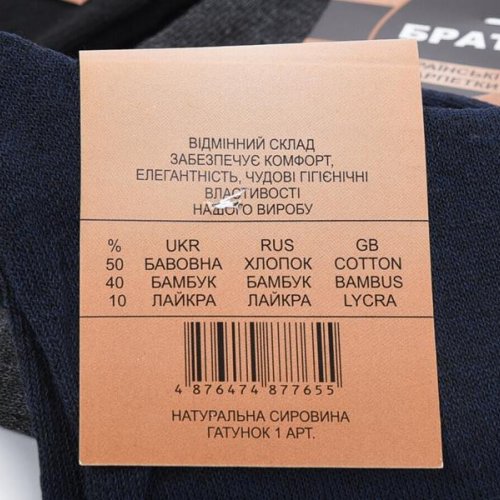 БРАТ
ВІДМІННИЙ СКЛАД
ЗАБЕЗПЕЧУЄ КОМФОРТ,
ЕЛЕГАНТНІСТЬ, ЧУДОВІ ГІГІЄНІЧНІ
ВЛАСТИВОСТІ
НАШОГО ВИРОБУ
% UKR RUS GB
50 БАВОВНА ХЛОПОК COTTON
40 БАМБУК БАМБУК BAMBUS
10 ЛАЙКРА ЛАЙКРА LYCRA
4 876474 877655
НАТУРАЛЬНА СИРОВИНА
ГАТУНОК 1 АРТ.